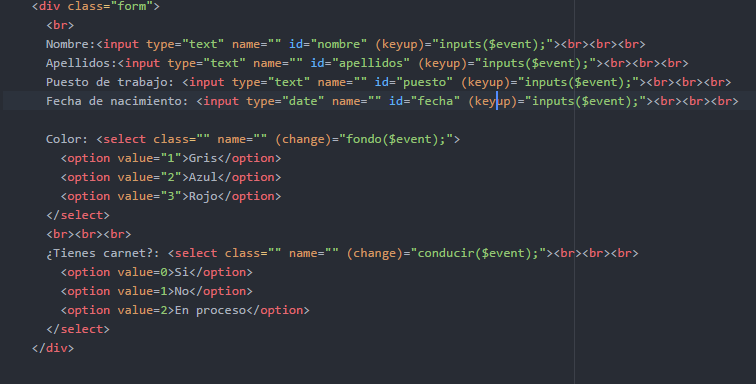 <div class="form">
<br>
Nombre:<input type="text" name="" id="nombre" (keyup)="inputs($event);"><br><br><br>
Apellidos:<input type="text" name="" id="apellidos" (keyup)="inputs($event);"><br><br><br>
Puesto de trabajo: <input type="text" name="" id="puesto" (keyup)="inputs($event);"><br><br><br>
Fecha de nacimiento: <input type="date" name="" id="fecha" (keyup)="inputs($event);"><br><br><br>
Color: <select class="" name="" (change)="fondo($event);">
<option value="1">Gris</option>
<option value="2">Azul</option>
<option value="3">Rojo</option>
</select>
<br><br><br>
¿Tienes carnet?: <select class="" name="" (change)="conducir($event);"><br><br><br>
<option value=0>Si</option>
<option value=1>No</option>
<option value=2>En proceso</option>
</select>
</div>